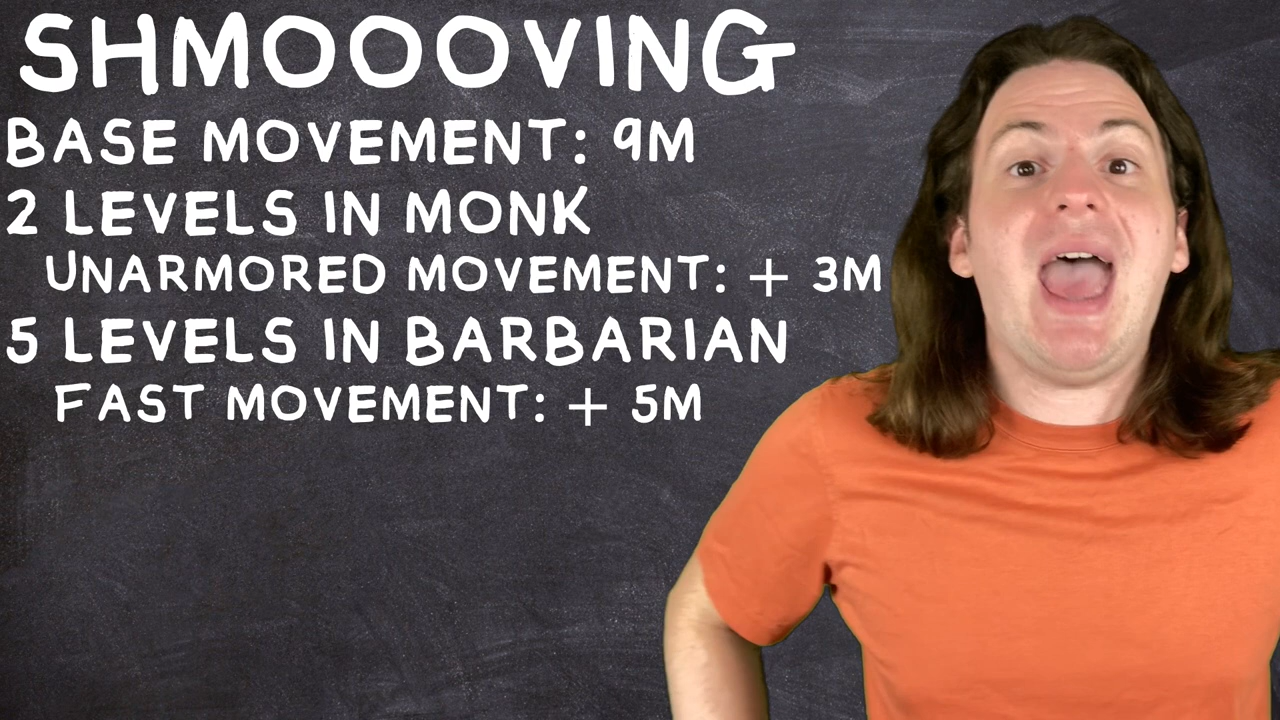 SHMOOOVING
BASE MOVEMENT: 9M
2 LEVELS IN MONK
UNARMORED MOVEMENT: + 3M
5 LEVELS IN BARBARIAN
FAST MOVEMENT: + 5M